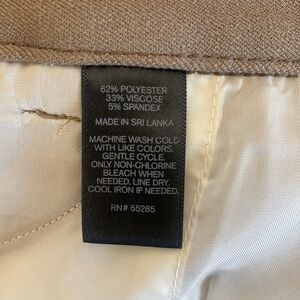 62% POLYESTER
33% VISCOSE
5% SPANDEX
MADE IN SRI LANKA
MACHINE WASH COLD
WITH LIKE COLORS.
GENTLE CYCLE.
ONLY NON-CHLORINE
BLEACH WHEN
NEEDED. LINE DRY.
COOL IRON IF NEEDED.
RN# 55285